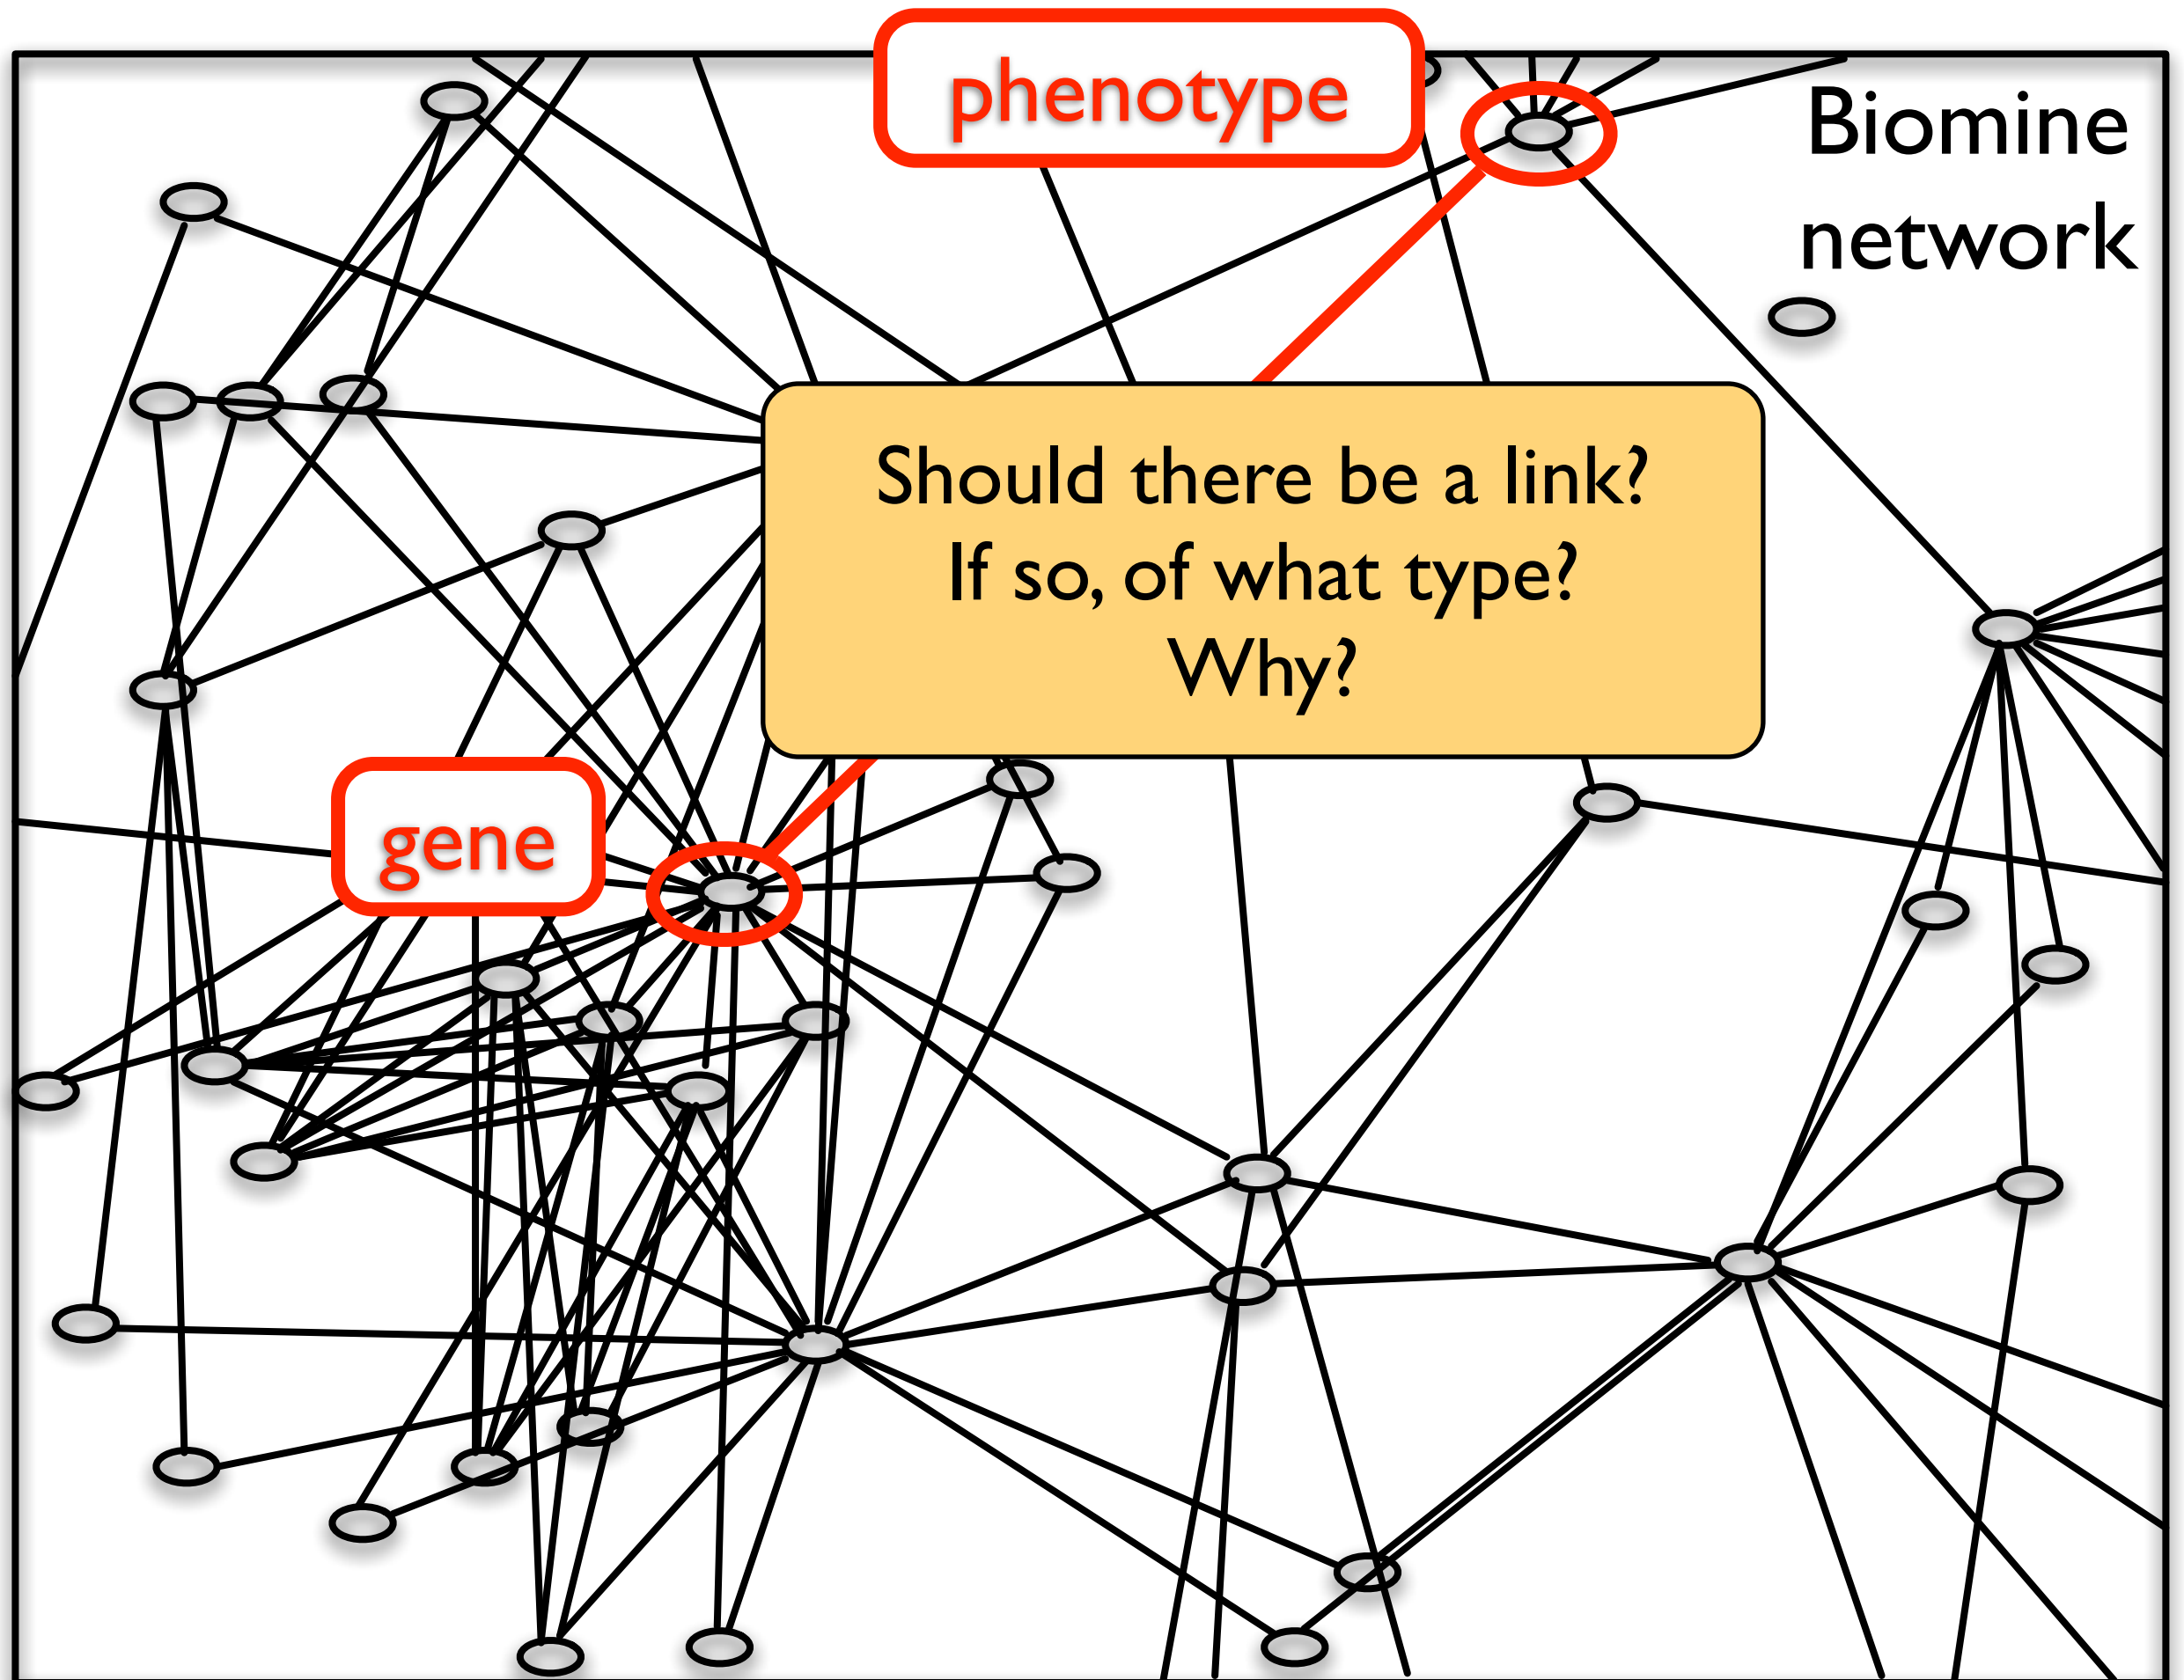 phenotype
Biomine
network
Should there be a link?
If so, of what type?
Why?
gene